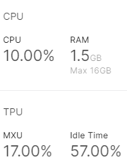 CPU
CPU RAM
10.00% 1.5GB
Max 16GB
TPU
MXU Idle Time
17.00% 57.00%